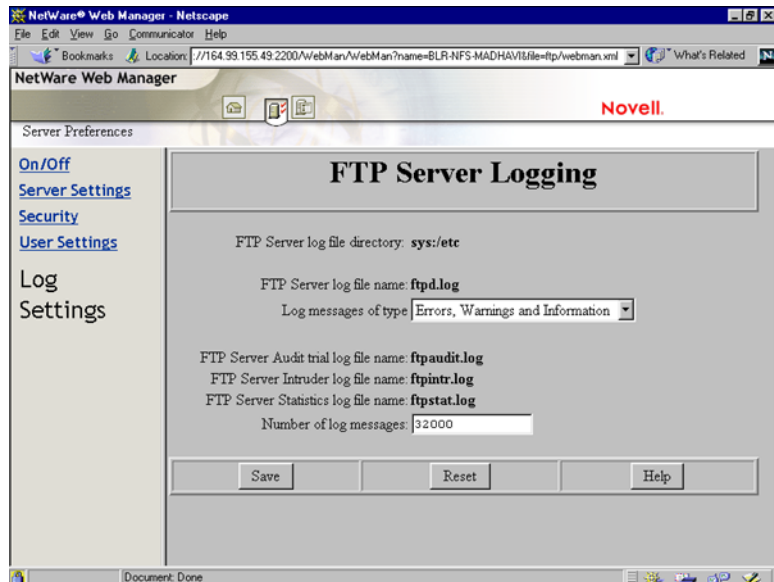 NetWare® Web Manager - Netscape
File Edit View Go Communicator Help
Bookmarks Location: ://164.99.155.49:2200/WebMan/WebMan?name=BLR-NFS-MADHAVI&file=ftp/webman.xml What's Related N
NetWare Web Manager
Novell.
Server Preferences
On/Off
Server Settings
Security
User Settings
Log
Settings
FTP Server Logging
FTP Server log file directory: sys:/etc
FTP Server log file name: ftpd.log
Log messages of type Errors, Warnings and Information
FTP Server Audit trial log file name: ftpaudit.log
FTP Server Intruder log file name: ftpintr.log
FTP Server Statistics log file name: ftpstat.log
Number of log messages: 32000
Save Reset Help
Document: Done